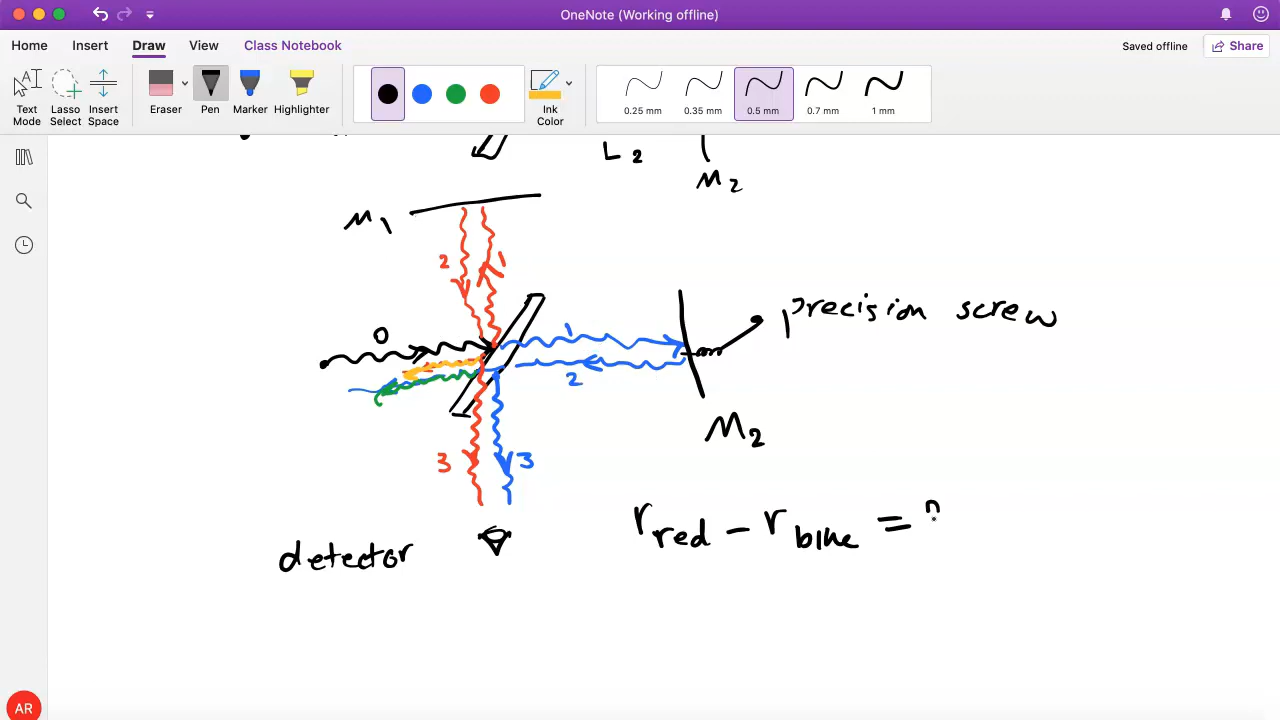 OneNote (Working offline)
Home Insert Draw View Class Notebook
Saved offline Share
Text Mode
Lasso Select
Insert Space
Eraser
Pen
Marker
Highlighter
Ink Color
0.25 mm
0.35 mm
0.5 mm
0.7 mm
1 mm
L2
M2
M1
2 1
0
1
precision screw
2
M2
3 3
r red - r blue = ?
detector
AR